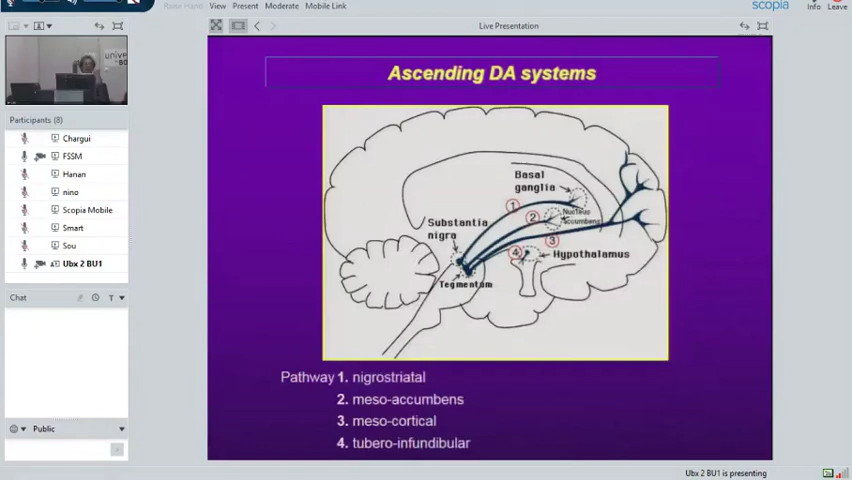 Raise Hand View Present Moderate Mobile Link
scopia
Info Leave
Live Presentation
Participants (8)
Chargui
FSSM
Hanan
nino
Scopia Mobile
Smart
Sou
Ubx 2 BU1
Chat
T
Public
Ascending DA systems
Basal
ganglia
1
2
Nucleus
accumbens
3
Substantia
nigra
4
Hypothalamus
Tegmentum
Pathway 1. nigrostriatal
2. meso-accumbens
3. meso-cortical
4. tubero-infundibular
Ubx 2 BU1 is presenting